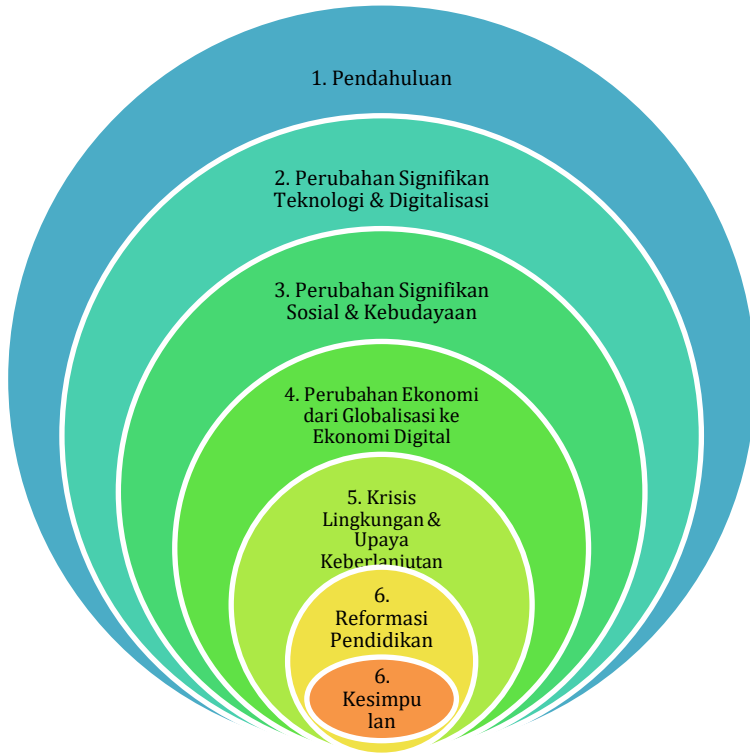 1. Pendahuluan
2. Perubahan Signifikan
Teknologi & Digitalisasi
3. Perubahan Signifikan
Sosial & Kebudayaan
4. Perubahan Ekonomi
dari Globalisasi ke
Ekonomi Digital
5. Krisis
Lingkungan &
Upaya
Keberlanjutan
6.
Reformasi
Pendidikan
6.
Kesimpu
lan